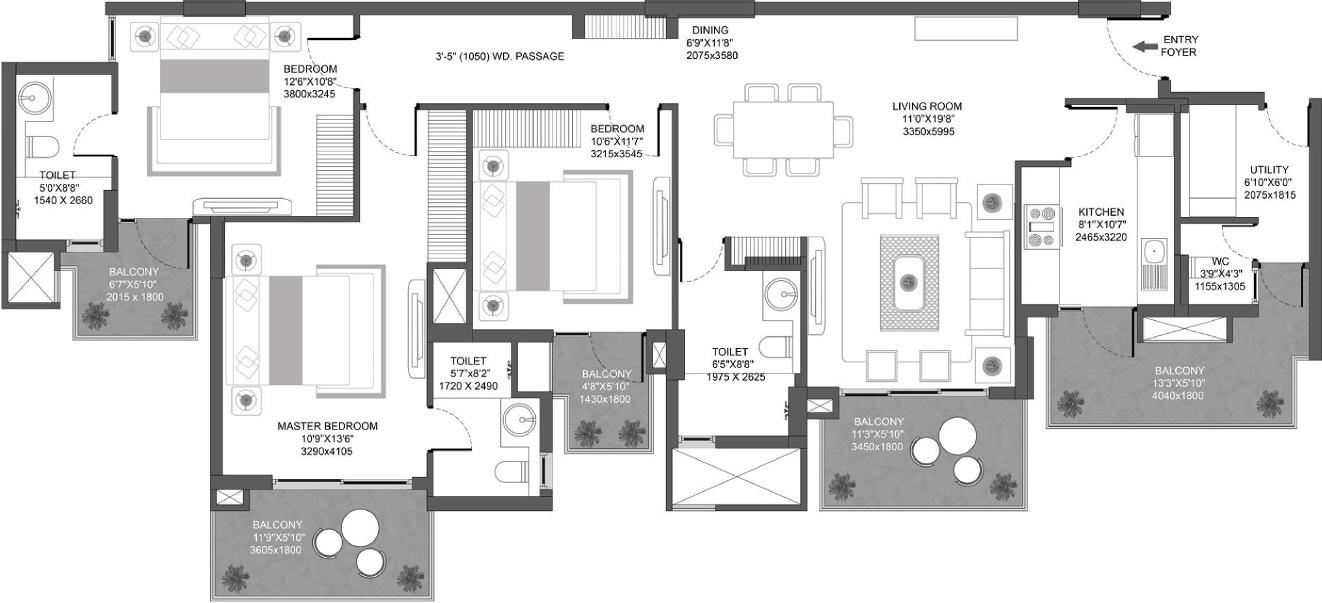 BEDROOM
12'6"X10'8"
3800x3245
3'-5" (1050) WD. PASSAGE
DINING
6'9"X11'8"
2075x3580
ENTRY
FOYER
LIVING ROOM
11'0"X19'8"
3350x5995
BEDROOM
10'6"X11'7"
3215x3545
TOILET
5'0'X8'8"
1540 X 2660
UTILITY
6'10"X6'0"
2075x1815
KITCHEN
8'1"X10'7"
2465x3220
WC
3'9"X4'3"
1155x1305
BALCONY
6'7"X5'10"
2015 x 1800
TOILET
5'7"x8'2"
1720 X 2490
TOILET
6'5"X8'8"
1975 X 2625
BALCONY
4'8"X5'10"
1430x1800
BALCONY
13'3"X5'10"
4040x1800
MASTER BEDROOM
10'9"X13'6"
3290x4105
BALCONY
11'3"X5'10"
3450x1800
BALCONY
11'9"X5'10"
3605x1800